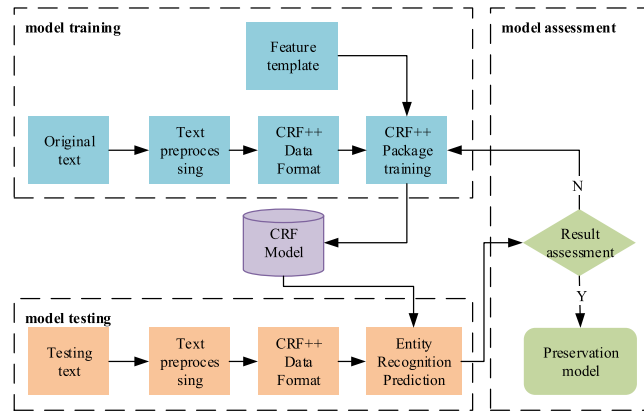 model training
model assessment
Feature
template
Original
text
Text
preproces
sing
CRF++
Data
Format
CRF++
Package
training
N
CRF
Model
Result
assessment
Y
model testing
Testing
text
Text
preproces
sing
CRF++
Data
Format
Entity
Recognition
Prediction
Preservation
model